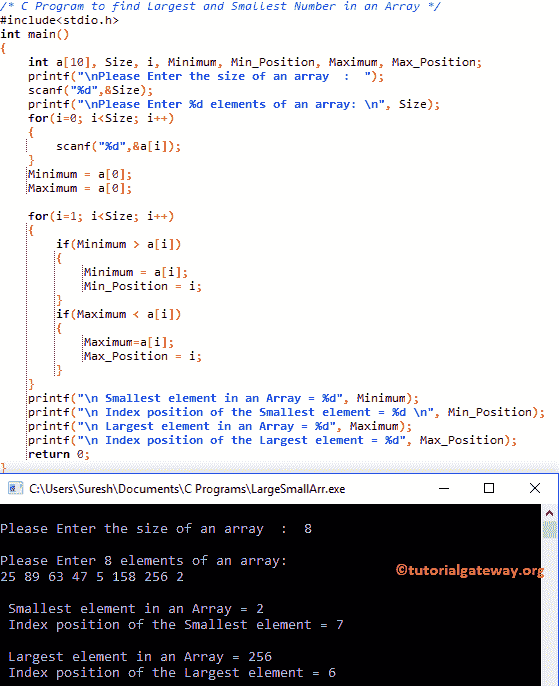 /* C Program to find Largest and Smallest Number in an Array */
#include<stdio.h>
int main()
{
    int a[10], Size, i, Minimum, Min_Position, Maximum, Max_Position;
    printf("\nPlease Enter the size of an array  :  ");
    scanf("%d",&Size);
    printf("\nPlease Enter %d elements of an array: \n", Size);
    for(i=0; i<Size; i++)
    {
        scanf("%d",&a[i]);
    }
    Minimum = a[0];
    Maximum = a[0];

    for(i=1; i<Size; i++)
    {
        if(Minimum > a[i])
        {
            Minimum = a[i];
            Min_Position = i;
        }
        if(Maximum < a[i])
        {
            Maximum=a[i];
            Max_Position = i;
        }
    }
    printf("\n Smallest element in an Array = %d", Minimum);
    printf("\n Index position of the Smallest element = %d \n", Min_Position);
    printf("\n Largest element in an Array = %d", Maximum);
    printf("\n Index position of the Largest element = %d", Max_Position);
    return 0;
}
C:\Users\Suresh\Documents\C Programs\LargeSmallArr.exe
Please Enter the size of an array  :  8
Please Enter 8 elements of an array:
25 89 63 47 5 158 256 2
©tutorialgateway.org
Smallest element in an Array = 2
Index position of the Smallest element = 7
Largest element in an Array = 256
Index position of the Largest element = 6